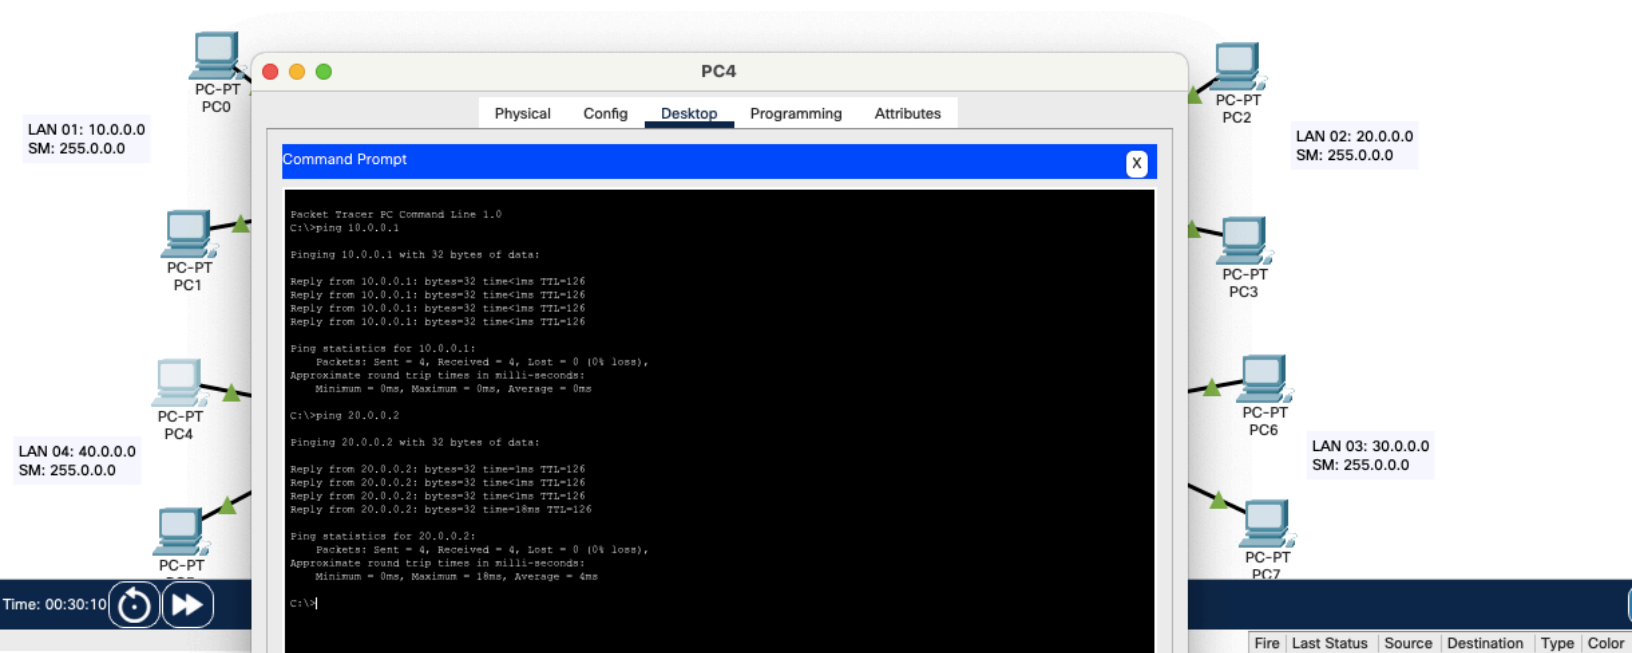 PC4
Physical
Config
Desktop
Programming
Attributes
Command Prompt
X
Packet Tracer PC Command Line 1.0
C:\>ping 10.0.0.1
Pinging 10.0.0.1 with 32 bytes of data:
Reply from 10.0.0.1: bytes=32 time<1ms TTL=126
Reply from 10.0.0.1: bytes=32 time<1ms TTL=126
Reply from 10.0.0.1: bytes=32 time<1ms TTL=126
Reply from 10.0.0.1: bytes=32 time<1ms TTL=126
Ping statistics for 10.0.0.1:
Packets: Sent = 4, Received = 4, Lost = 0 (0% loss),
Approximate round trip times in milli-seconds:
Minimum = 0ms, Maximum = 0ms, Average = 0ms
C:\>ping 20.0.0.2
Pinging 20.0.0.2 with 32 bytes of data:
Reply from 20.0.0.2: bytes=32 time=1ms TTL=126
Reply from 20.0.0.2: bytes=32 time<1ms TTL=126
Reply from 20.0.0.2: bytes=32 time<1ms TTL=126
Reply from 20.0.0.2: bytes=32 time=18ms TTL=126
Ping statistics for 20.0.0.2:
Packets: Sent = 4, Received = 4, Lost = 0 (0% loss),
Approximate round trip times in milli-seconds:
Minimum = 0ms, Maximum = 18ms, Average = 4ms
C:\>
PC-PT
PC0
LAN 01: 10.0.0.0
SM: 255.0.0.0
PC-PT
PC1
PC-PT
PC4
LAN 04: 40.0.0.0
SM: 255.0.0.0
PC-PT
PC-PT
PC2
LAN 02: 20.0.0.0
SM: 255.0.0.0
PC-PT
PC3
PC-PT
PC6
LAN 03: 30.0.0.0
SM: 255.0.0.0
PC-PT
PC7
Time: 00:30:10
Fire
Last Status
Source
Destination
Type
Color